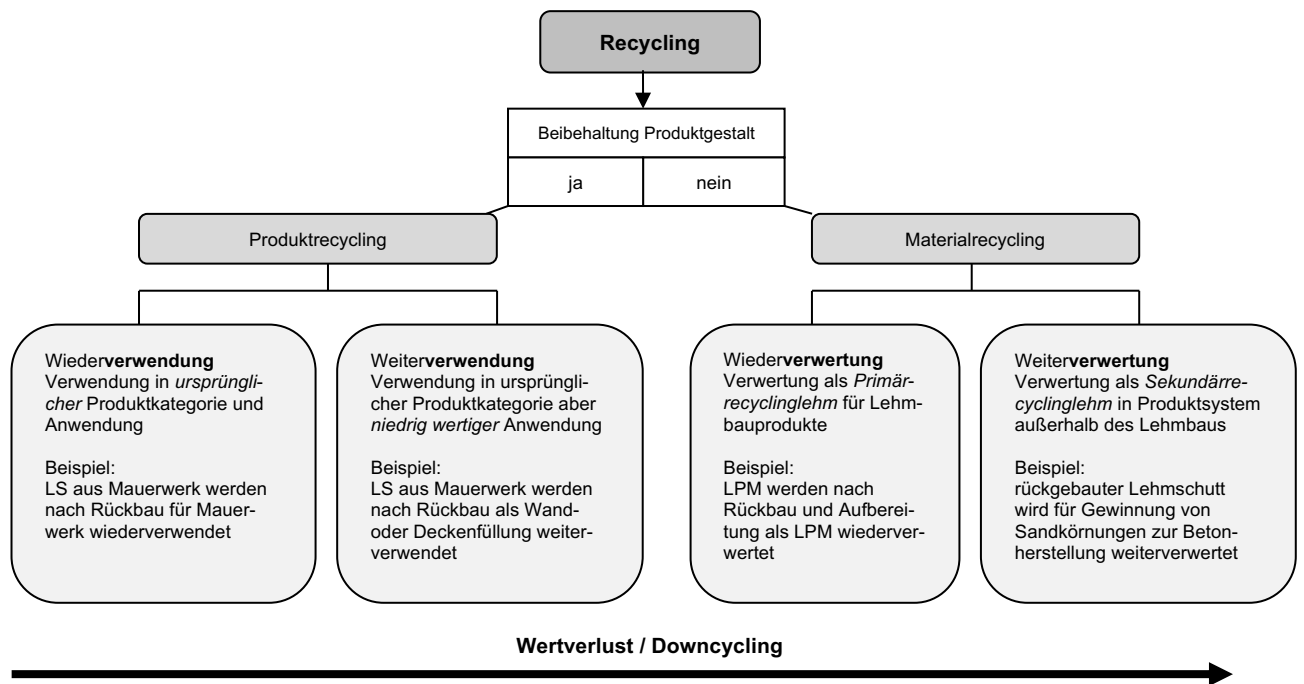 Recycling
Beibehaltung Produktgestalt
ja
nein
Produktrecycling
Materialrecycling
Wiederverwendung
Verwendung in ursprüngli-
cher Produktkategorie und
Anwendung
Beispiel:
LS aus Mauerwerk werden
nach Rückbau für Mauer-
werk wiederverwendet
Weiterverwendung
Verwendung in ursprüngli-
cher Produktkategorie aber
niedrig wertiger Anwendung
Beispiel:
LS aus Mauerwerk werden
nach Rückbau als Wand-
oder Deckenfüllung weiter-
verwendet
Wiederverwertung
Verwertung als Primär-
recyclinglehm für Lehm-
bauprodukte
Beispiel:
LPM werden nach
Rückbau und Aufberei-
tung als LPM wiederver-
wertet
Weiterverwertung
Verwertung als Sekundärre-
cyclinglehm in Produktsystem
außerhalb des Lehmbaus
Beispiel:
rückgebauter Lehmschutt
wird für Gewinnung von
Sandkörnungen zur Beton-
herstellung weiterverwertet
Wertverlust / Downcycling